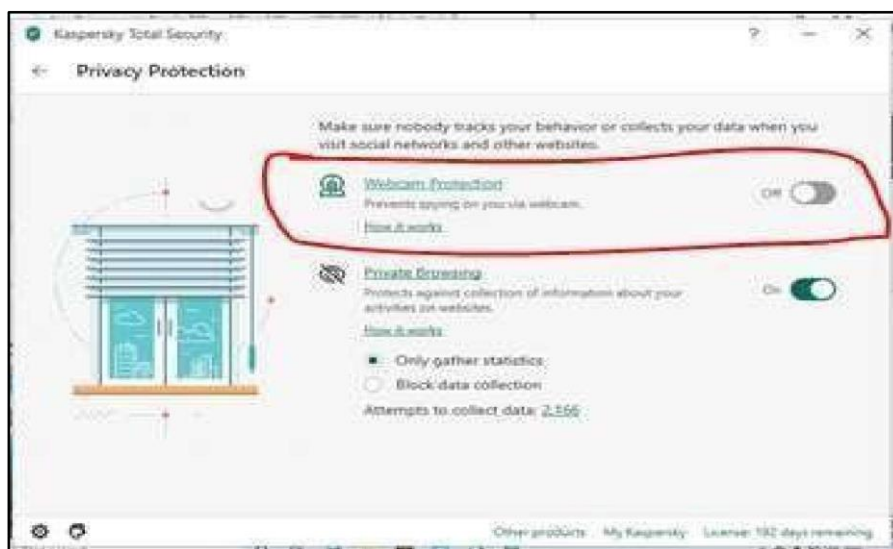 Kaspersky Total Security
?
Privacy Protection
Make sure nobody tracks your behavior or collects your data when you
visit social networks and other websites.
Webcam Protection
Off
Prevents spying on you via webcam.
How it works
Private Browsing
On
Protects against collection of information about your
activities on websites.
How it works
Only gather statistics
Block data collection
Attempts to collect data: 2,166
Other products My Kaspersky License: 192 days remaining